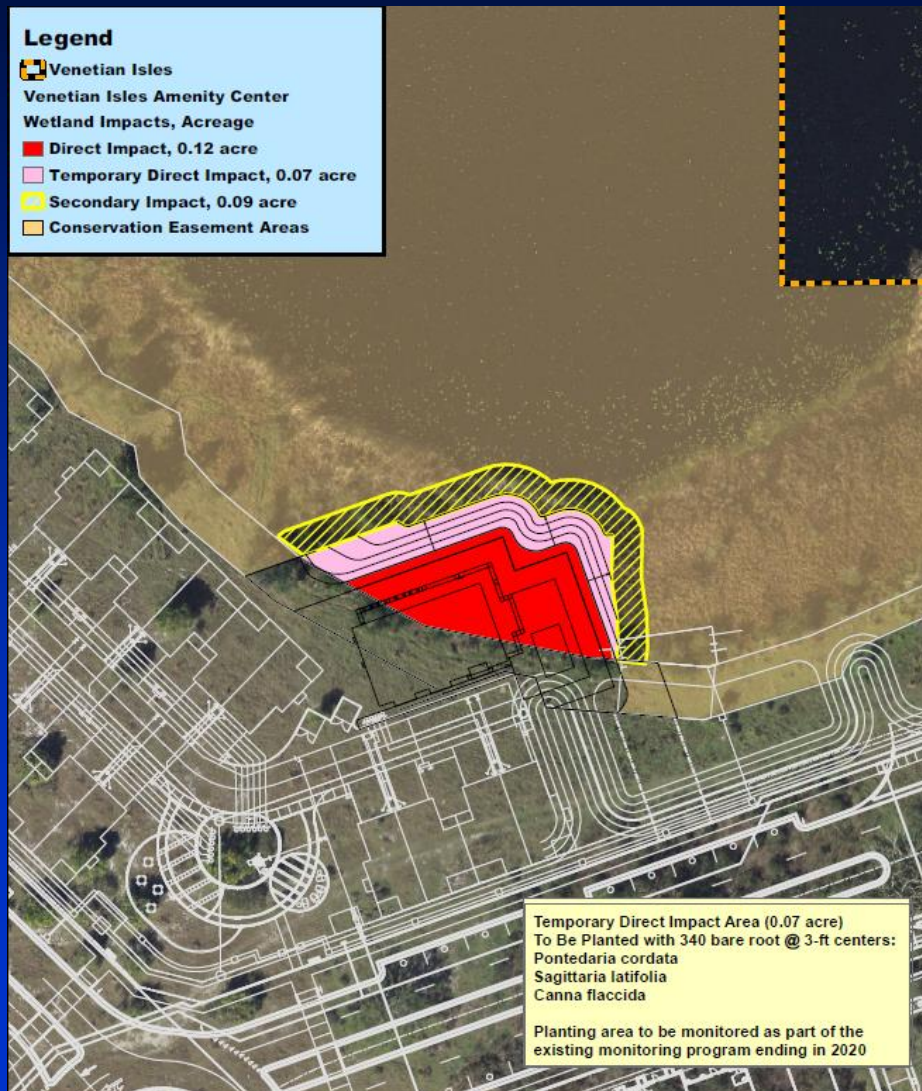 Legend
Venetian Isles
Venetian Isles Amenity Center
Wetland Impacts, Acreage
Direct Impact, 0.12 acre
Temporary Direct Impact, 0.07 acre
Secondary Impact, 0.09 acre
Conservation Easement Areas
Temporary Direct Impact Area (0.07 acre)
To Be Planted with 340 bare root @ 3-ft centers:
Pontedaria cordata
Sagittaria latifolia
Canna flaccida
Planting area to be monitored as part of the
existing monitoring program ending in 2020